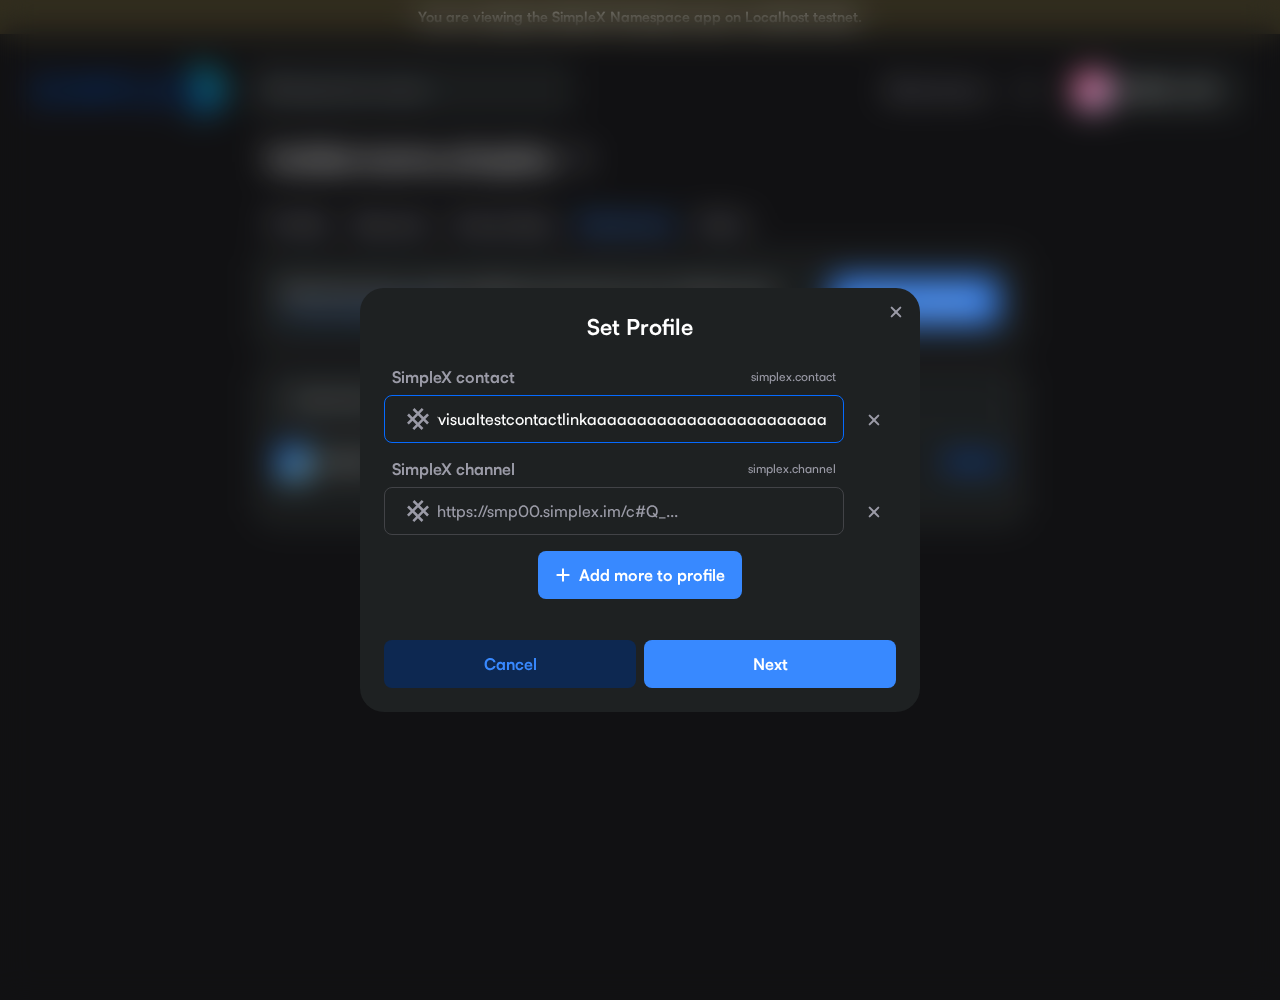 You are viewing the SimpleX Namespace app on Localhost testnet.
Set Profile
SimpleX contact
simplex.contact
visualtestcontactlinkaaaaaaaaaaaaaaaaaaaaaaaa
SimpleX channel
simplex.channel
https://smp00.simplex.im/c#Q_...
Add more to profile
Cancel
Next